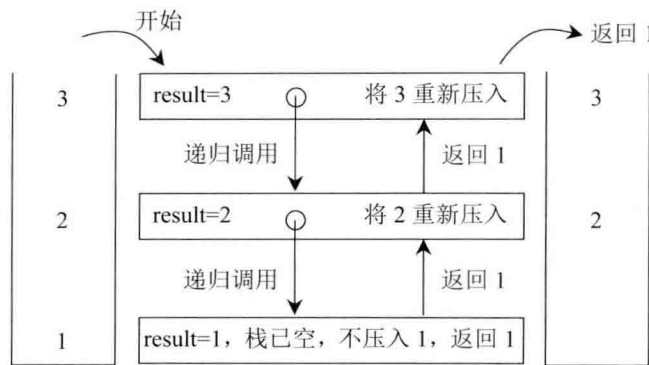 开始
返回 1
3
result=3
将 3 重新压入
3
递归调用
返回 1
2
result=2
将 2 重新压入
2
递归调用
返回 1
1
result=1，栈已空，不压入 1，返回 1